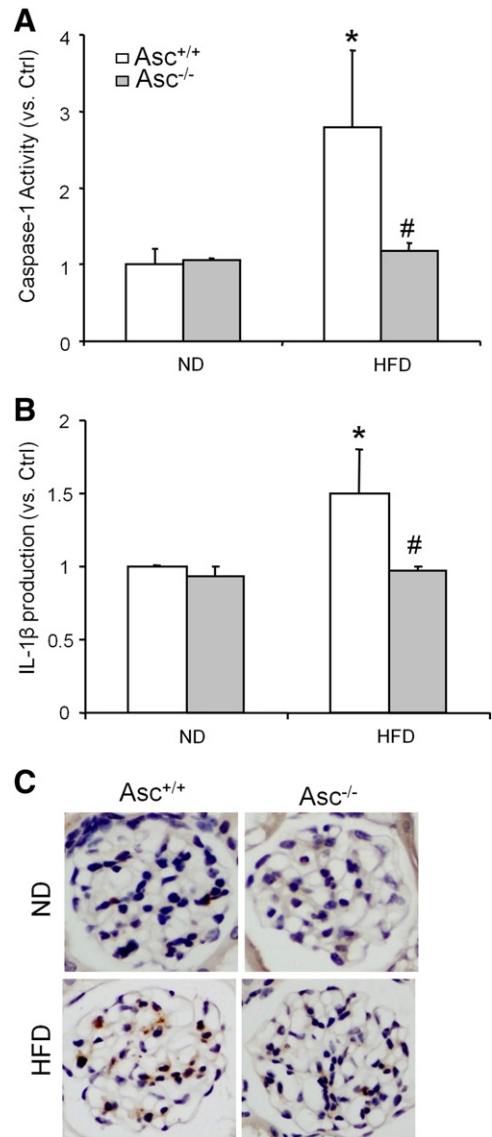 A
Caspase-1 Activity (vs. Ctrl)
4
3
2
1
0
Asc+/+
Asc-/-
*
#
ND
HFD
B
IL-1β production (vs. Ctrl)
2
1.5
1
0.5
0
*
#
ND
HFD
C
Asc+/+
Asc-/-
ND
HFD